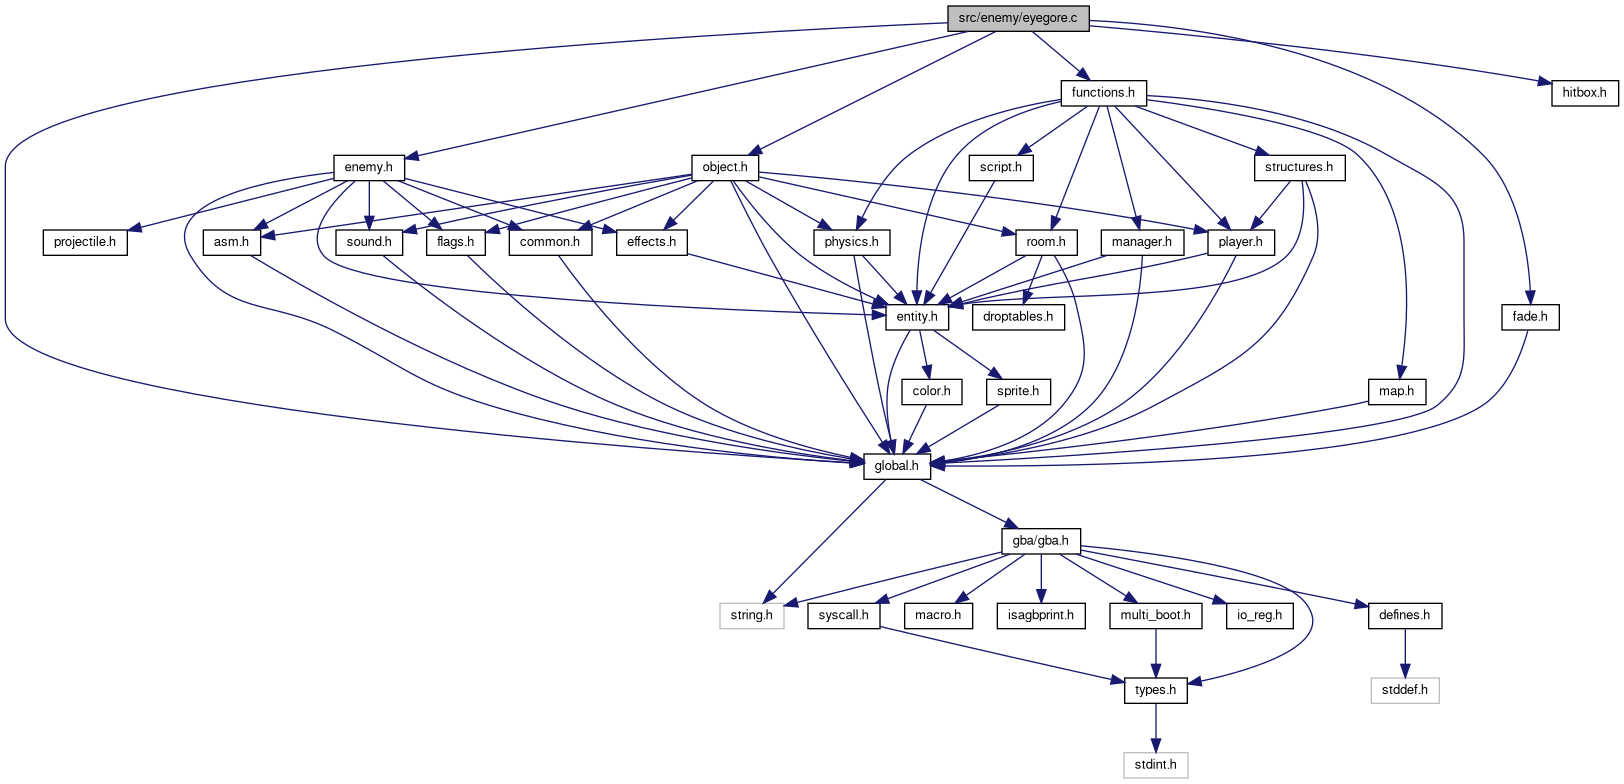 src/enemy/eyegore.c
functions.h
hitbox.h
enemy.h
object.h
script.h
structures.h
projectile.h
asm.h
sound.h
flags.h
common.h
effects.h
physics.h
room.h
manager.h
player.h
entity.h
droptables.h
fade.h
color.h
sprite.h
map.h
global.h
gba/gba.h
string.h
syscall.h
macro.h
isagbprint.h
multi_boot.h
io_reg.h
defines.h
types.h
stddef.h
stdint.h